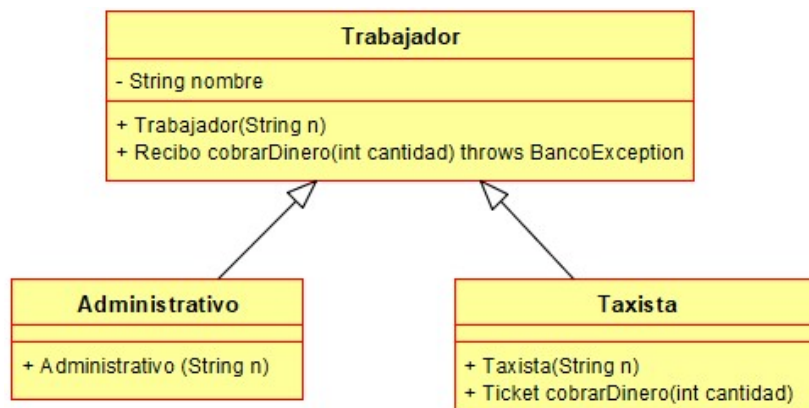 Trabajador
- String nombre
+ Trabajador(String n)
+ Recibo cobrarDinero(int cantidad) throws BancoException
Administrativo
+ Administrativo (String n)
Taxista
+ Taxista(String n)
+ Ticket cobrarDinero(int cantidad)